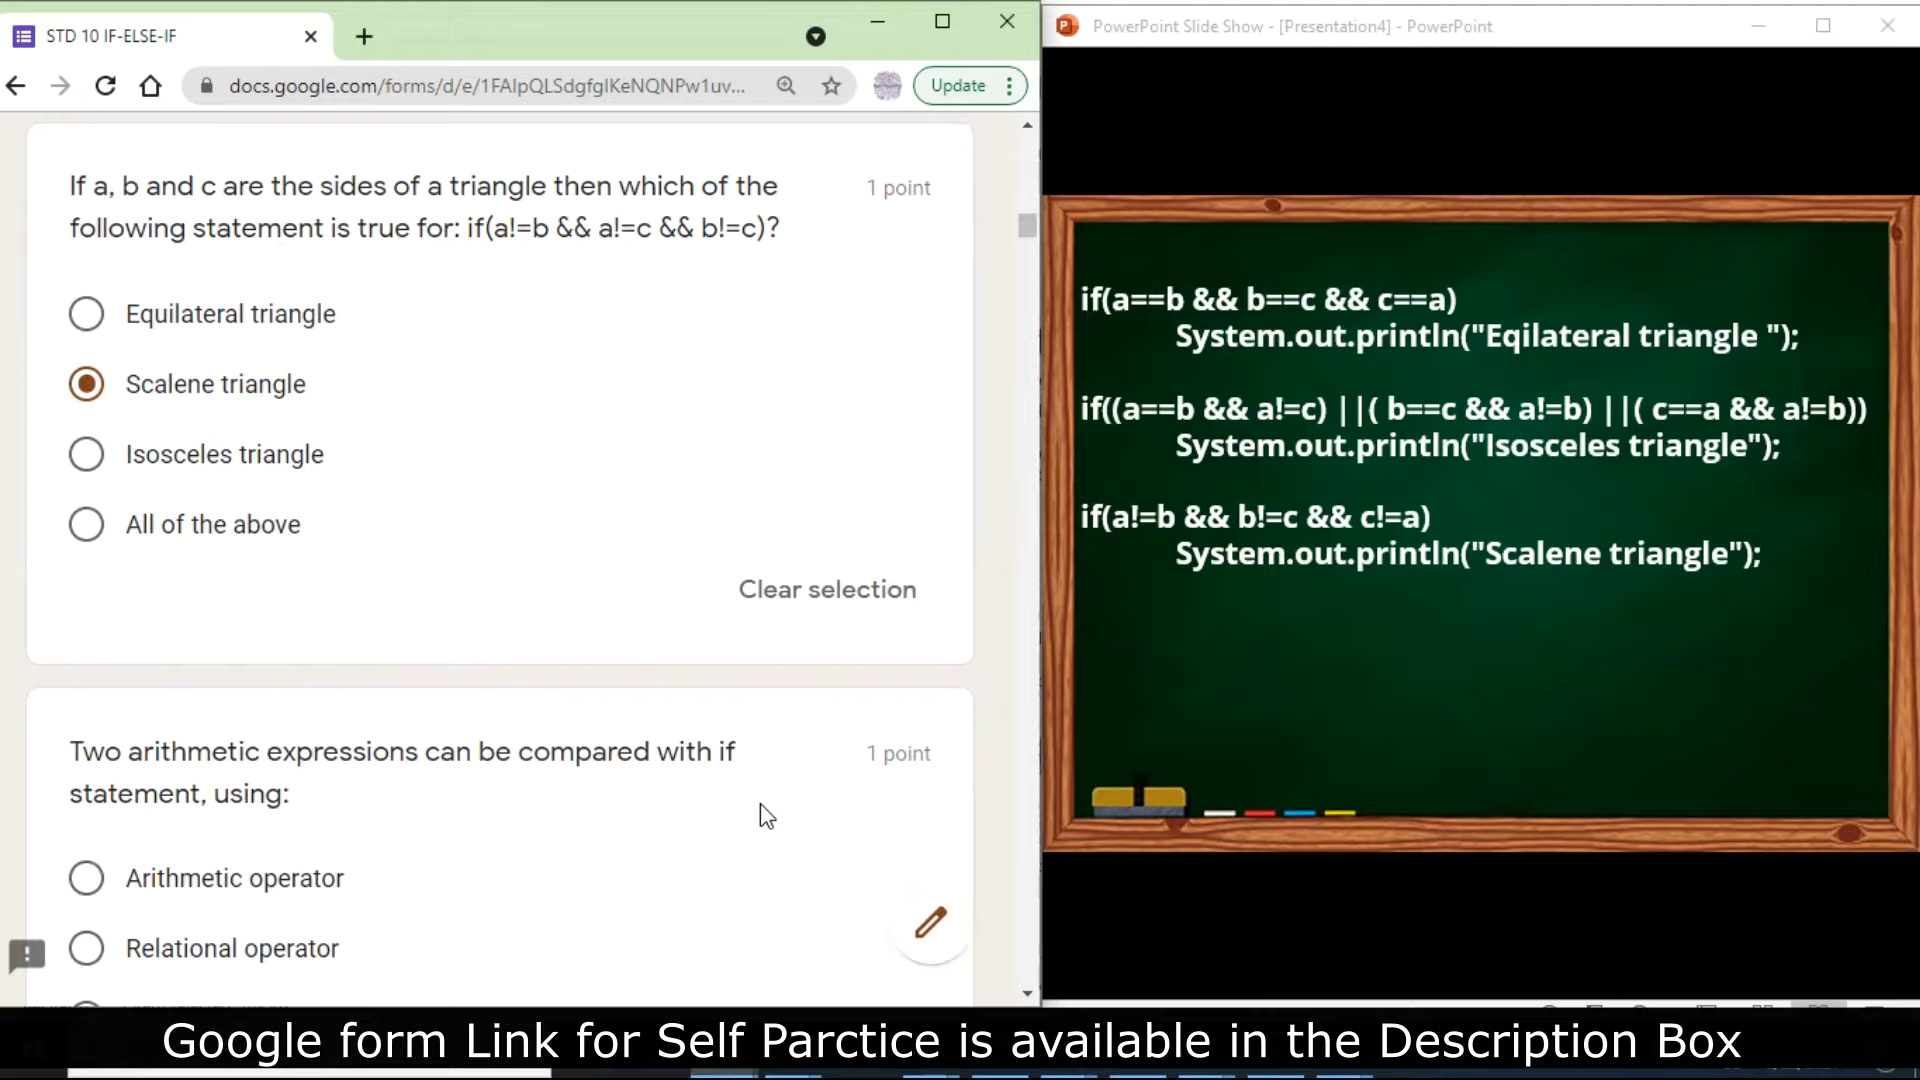 STD 10 IF-ELSE-IF
docs.google.com/forms/d/e/1FAIpQLSdgfglKeNQNPw1uv...
Update
If a, b and c are the sides of a triangle then which of the
following statement is true for: if(a!=b && a!=c && b!=c)?
1 point
Equilateral triangle
Scalene triangle
Isosceles triangle
All of the above
Clear selection
Two arithmetic expressions can be compared with if
statement, using:
1 point
Arithmetic operator
Relational operator
PowerPoint Slide Show - [Presentation4] - PowerPoint
if(a==b && b==c && c==a)
System.out.println("Eqilateral triangle ");
if((a==b && a!=c) ||( b==c && a!=b) ||( c==a && a!=b))
System.out.println("Isosceles triangle");
if(a!=b && b!=c && c!=a)
System.out.println("Scalene triangle");
Google form Link for Self Parctice is available in the Description Box